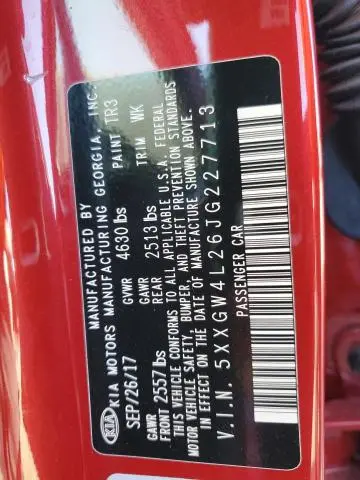 KIA MANUFACTURED BY
KIA MOTORS MANUFACTURING GEORGIA, INC.
SEP/26/17 GVWR 4630 lbs PAINT TR3
GAWR FRONT 2557 lbs GAWR REAR 2513 lbs TRIM WK
THIS VEHICLE CONFORMS TO ALL APPLICABLE U.S.A. FEDERAL
MOTOR VEHICLE SAFETY, BUMPER, AND THEFT PREVENTION STANDARDS
IN EFFECT ON THE DATE OF MANUFACTURE SHOWN ABOVE.
V.I.N. 5XXGW4L26JG227713
PASSENGER CAR